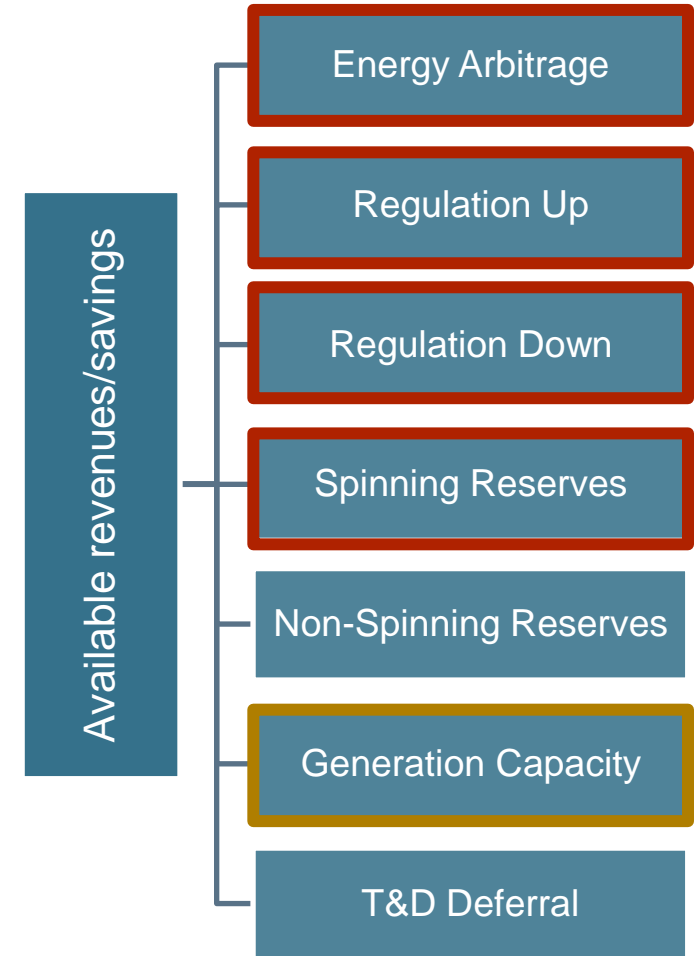 Available revenues/savings
Energy Arbitrage
Regulation Up
Regulation Down
Spinning Reserves
Non-Spinning Reserves
Generation Capacity
T&D Deferral